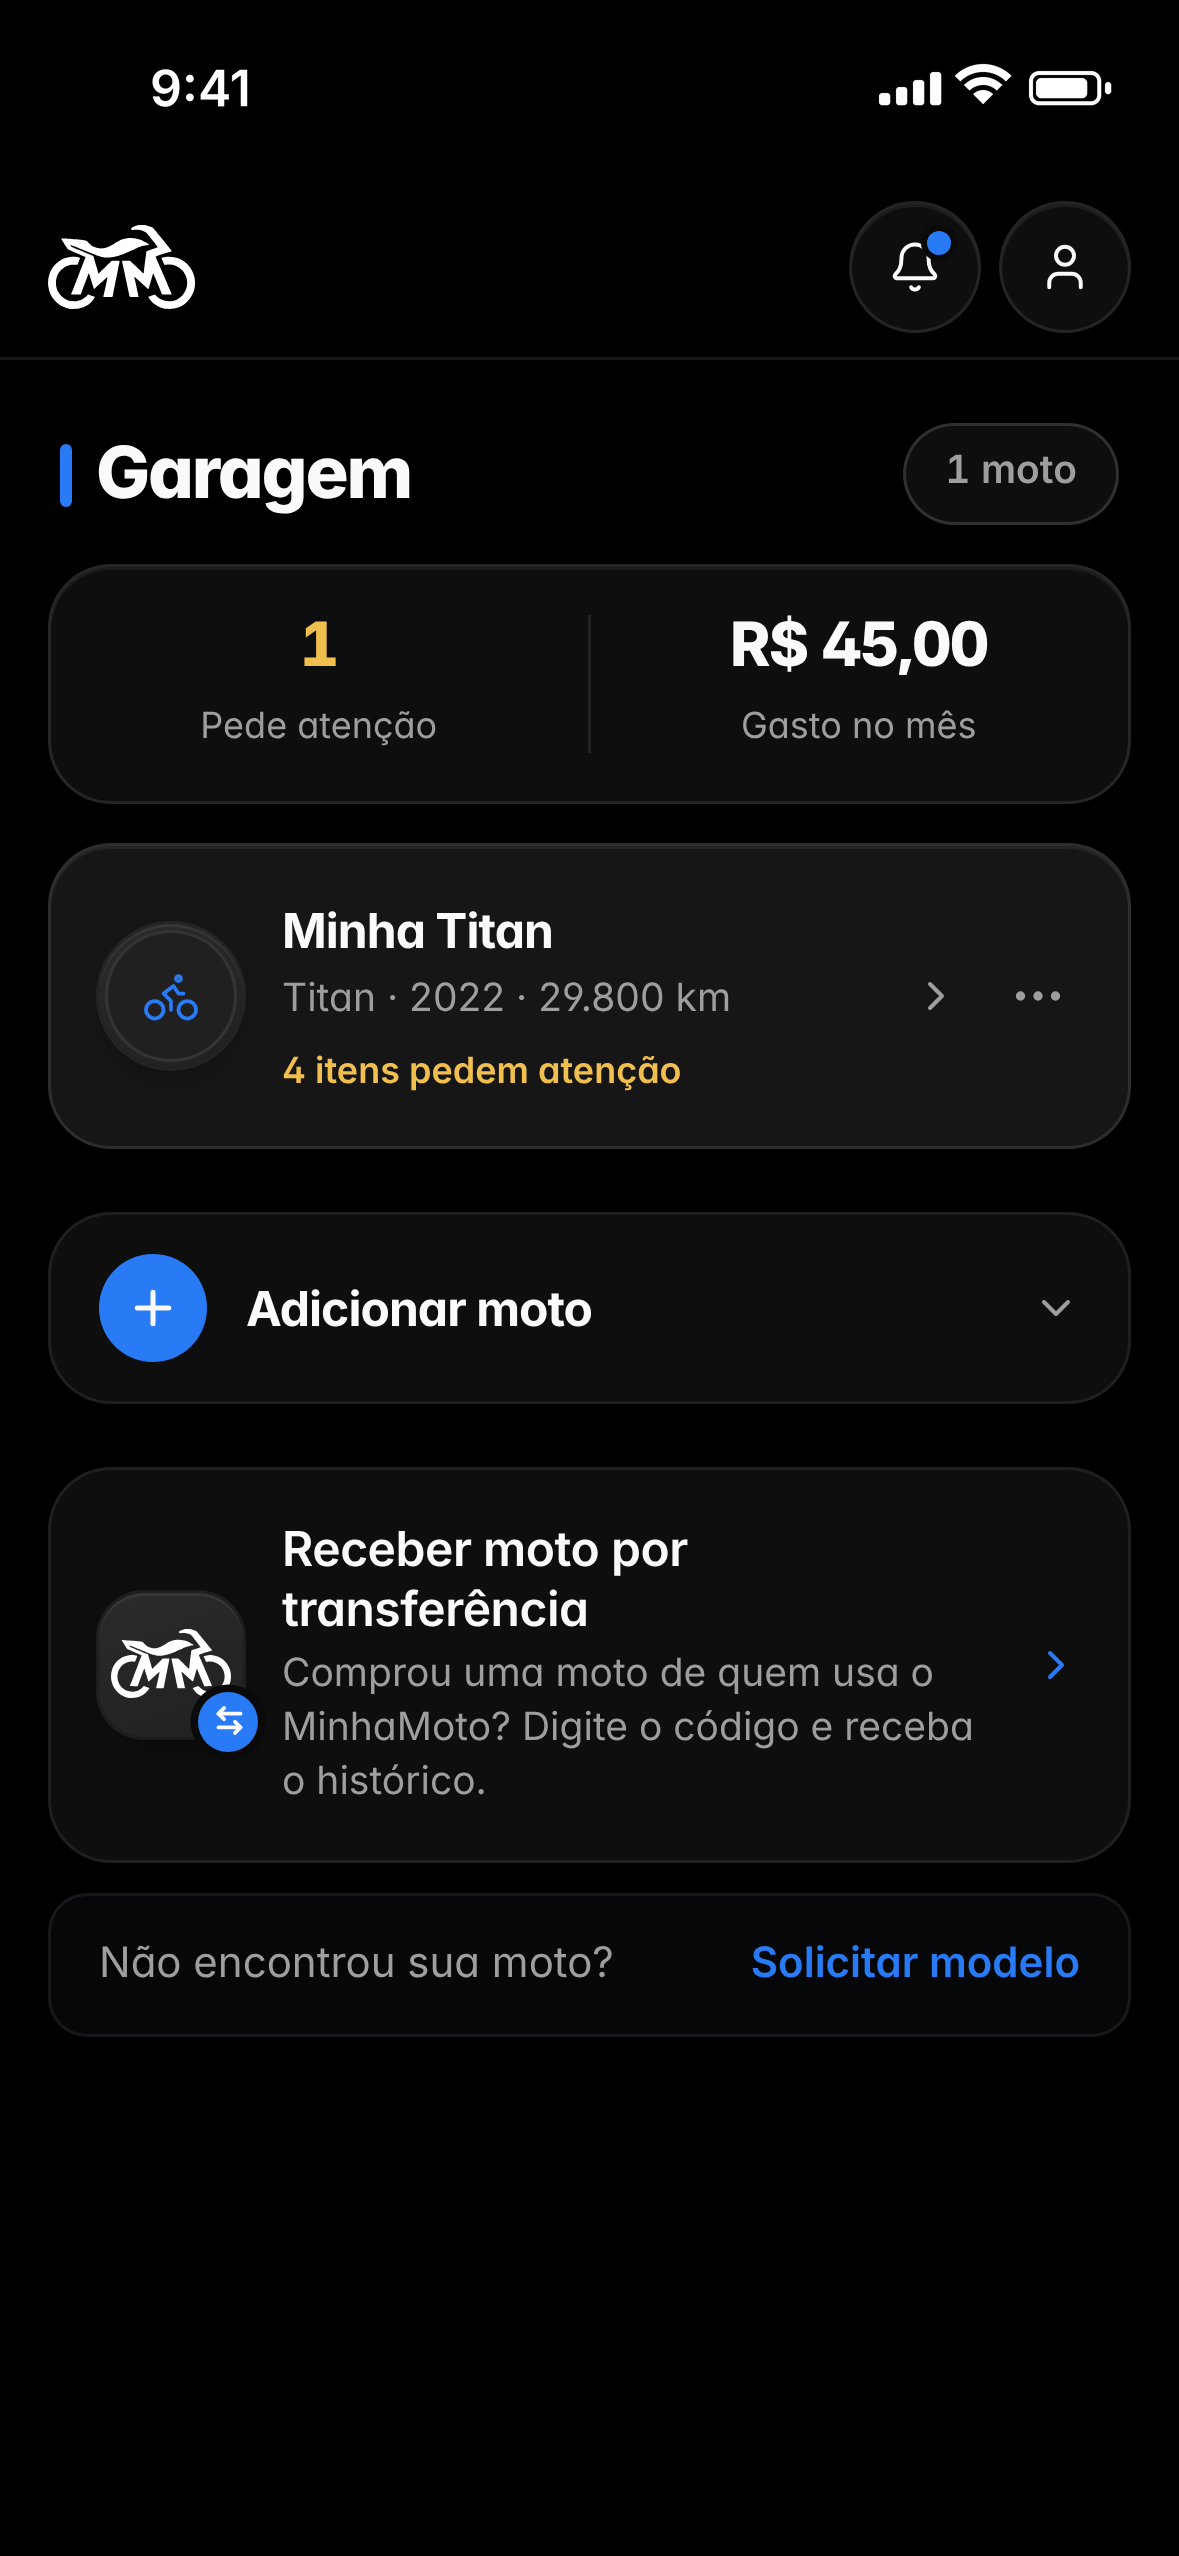 9:41
MM
Garagem
1 moto
1
Pede atenção
R$ 45,00
Gasto no mês
Minha Titan
Titan · 2022 · 29.800 km
4 itens pedem atenção
Adicionar moto
Receber moto por
transferência
MM
Comprou uma moto de quem usa o
MinhaMoto? Digite o código e receba
o histórico.
Não encontrou sua moto?
Solicitar modelo